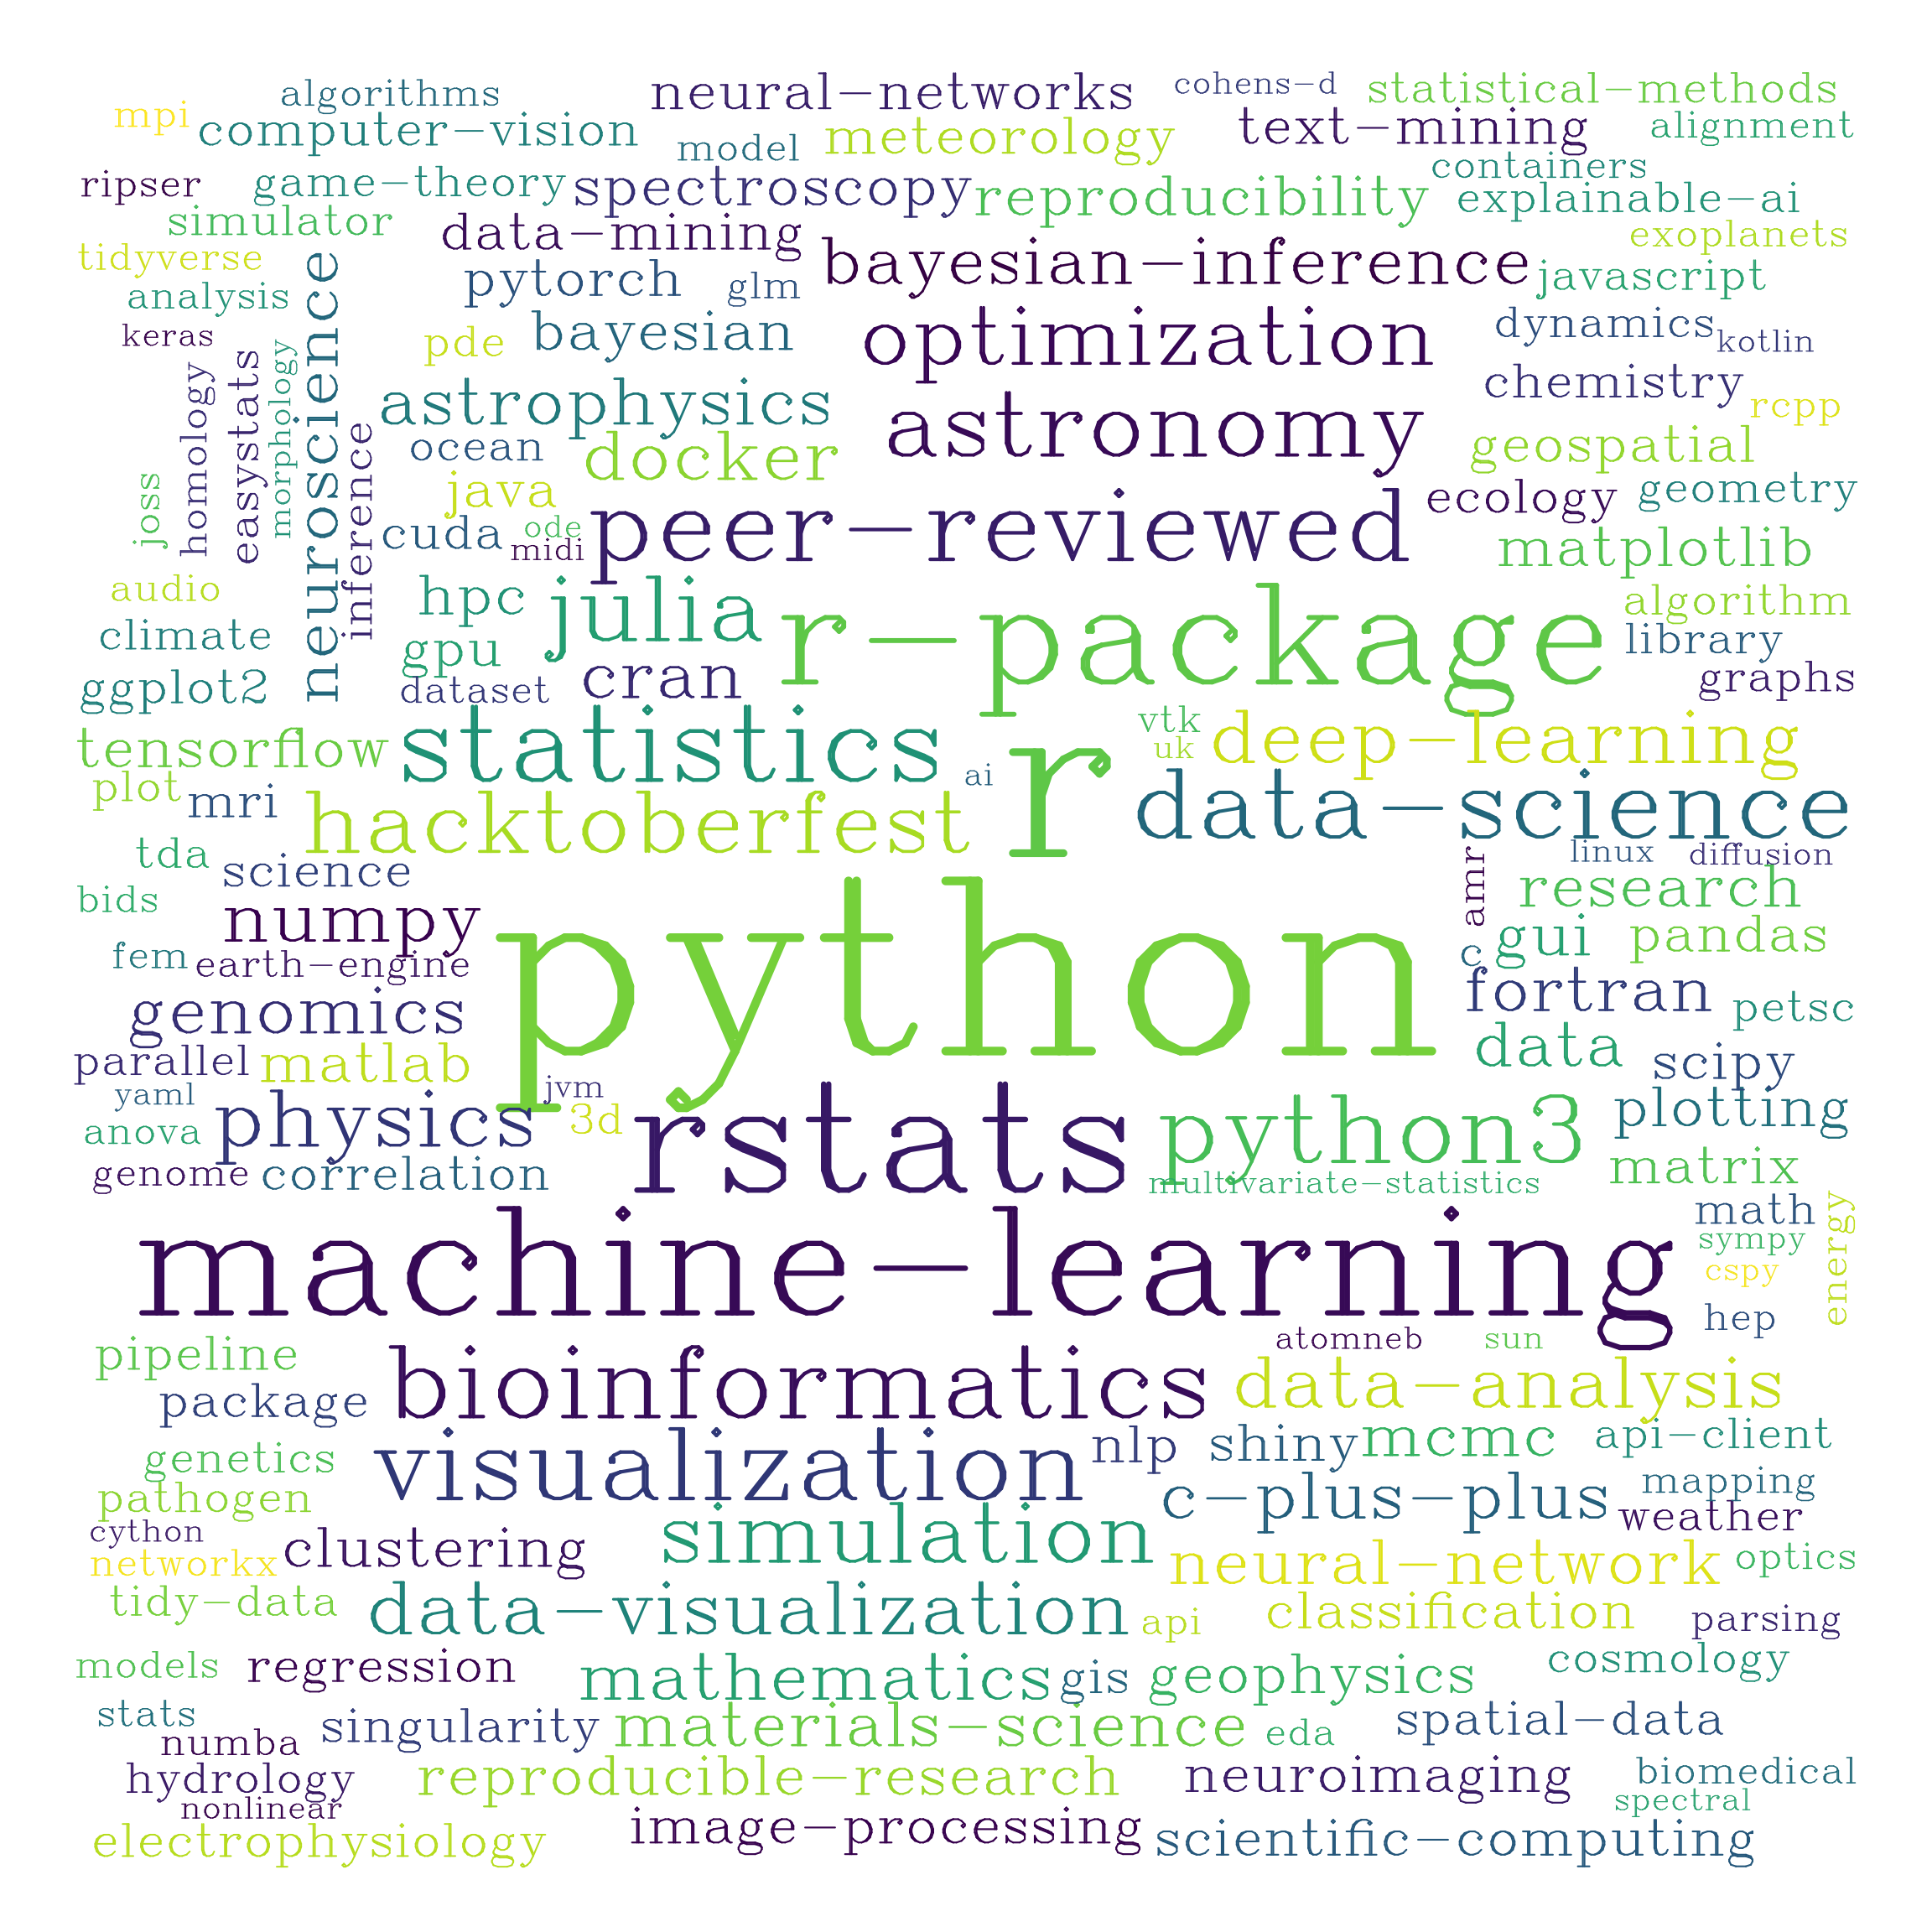 mpi
algorithms
neural-networks
cohens-d
statistical-methods
computer-vision
model
meteorology
text-mining
alignment
ripser
game-theory
spectroscopy
reproducibility
containers
explainable-ai
simulator
data-mining
exoplanets
tidyverse
bayesian-inference
javascript
analysis
pytorch
glm
keras
pde
bayesian
optimization
dynamics
kotlin
neuroscience
homology
easystats
morphology
inference
joss
astrophysics
astronomy
chemistry
rcpp
ocean
docker
geospatial
java
ecology
geometry
cuda
ode
midi
peer-reviewed
matplotlib
audio
hpc
julia
r-package
algorithm
climate
gpu
library
ggplot2
dataset
cran
graphs
tensorflow
statistics
r
vtk
uk
deep-learning
plot
mri
hacktoberfest
ai
data-science
tda
science
linux
diffusion
bids
numpy
python
amr
research
fem
earth-engine
c
gui
pandas
genomics
fortran
petsc
parallel
matlab
data
scipy
yaml
jvm
anova
physics
3d
rstats
python3
plotting
genome
correlation
multivariate-statistics
matrix
machine-learning
math
sympy
cspy
energy
hep
pipeline
atomneb
sun
package
bioinformatics
data-analysis
genetics
visualization
nlp
shiny
mcmc
api-client
pathogen
c-plus-plus
mapping
weather
cython
clustering
simulation
networkx
neural-network
optics
tidy-data
data-visualization
api
classification
parsing
models
regression
mathematics
gis
geophysics
cosmology
stats
numba
singularity
materials-science
eda
spatial-data
hydrology
reproducible-research
neuroimaging
biomedical
nonlinear
spectral
electrophysiology
image-processing
scientific-computing